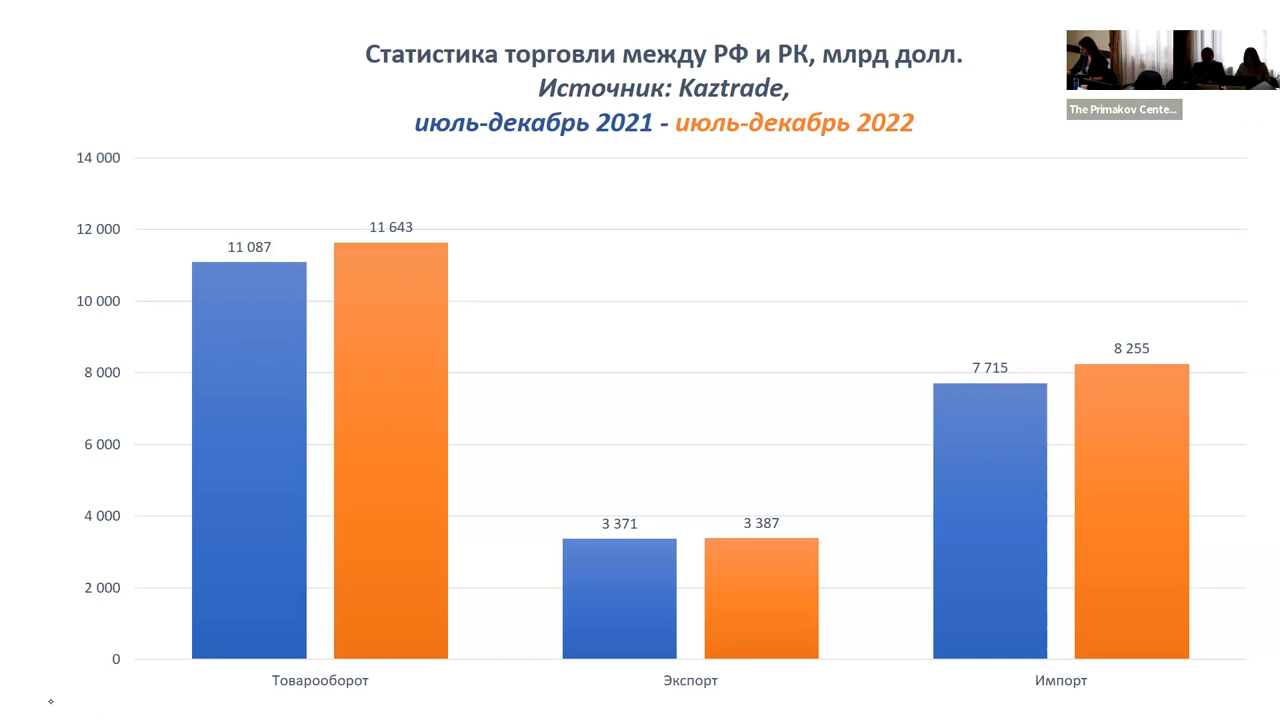 Статистика торговли между РФ и РК, млрд долл.
Источник: Kaztrade,
июль-декабрь 2021 - июль-декабрь 2022
The Primakov Cente...
14 000
12 000
10 000
8 000
6 000
4 000
2 000
0
11 087
11 643
3 371
3 387
7 715
8 255
Товарооборот
Экспорт
Импорт